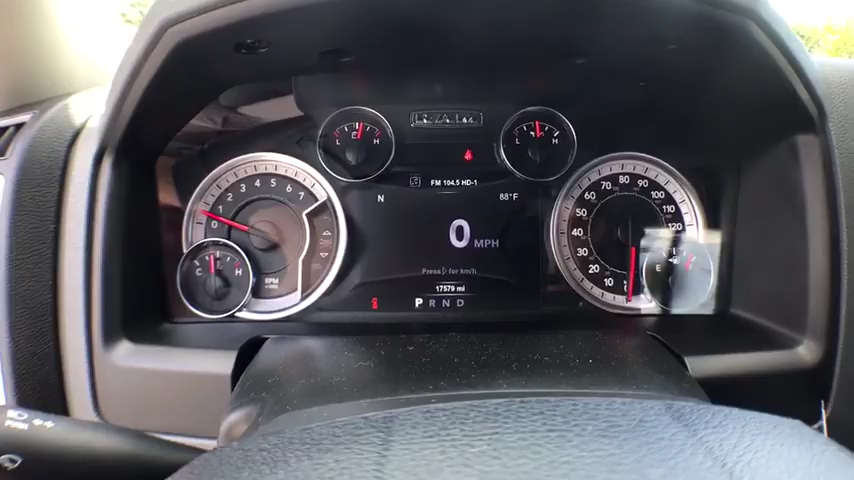 RAM
L H
L H
FM 104.5 HD-1
N 88°F
0 MPH
Press ▷ for km/h
17579 mi
P R N D
1 2 3 4 5 6 7
RPM
C H
10 20 30 40 50 60 70 80 90 100 110 120
E